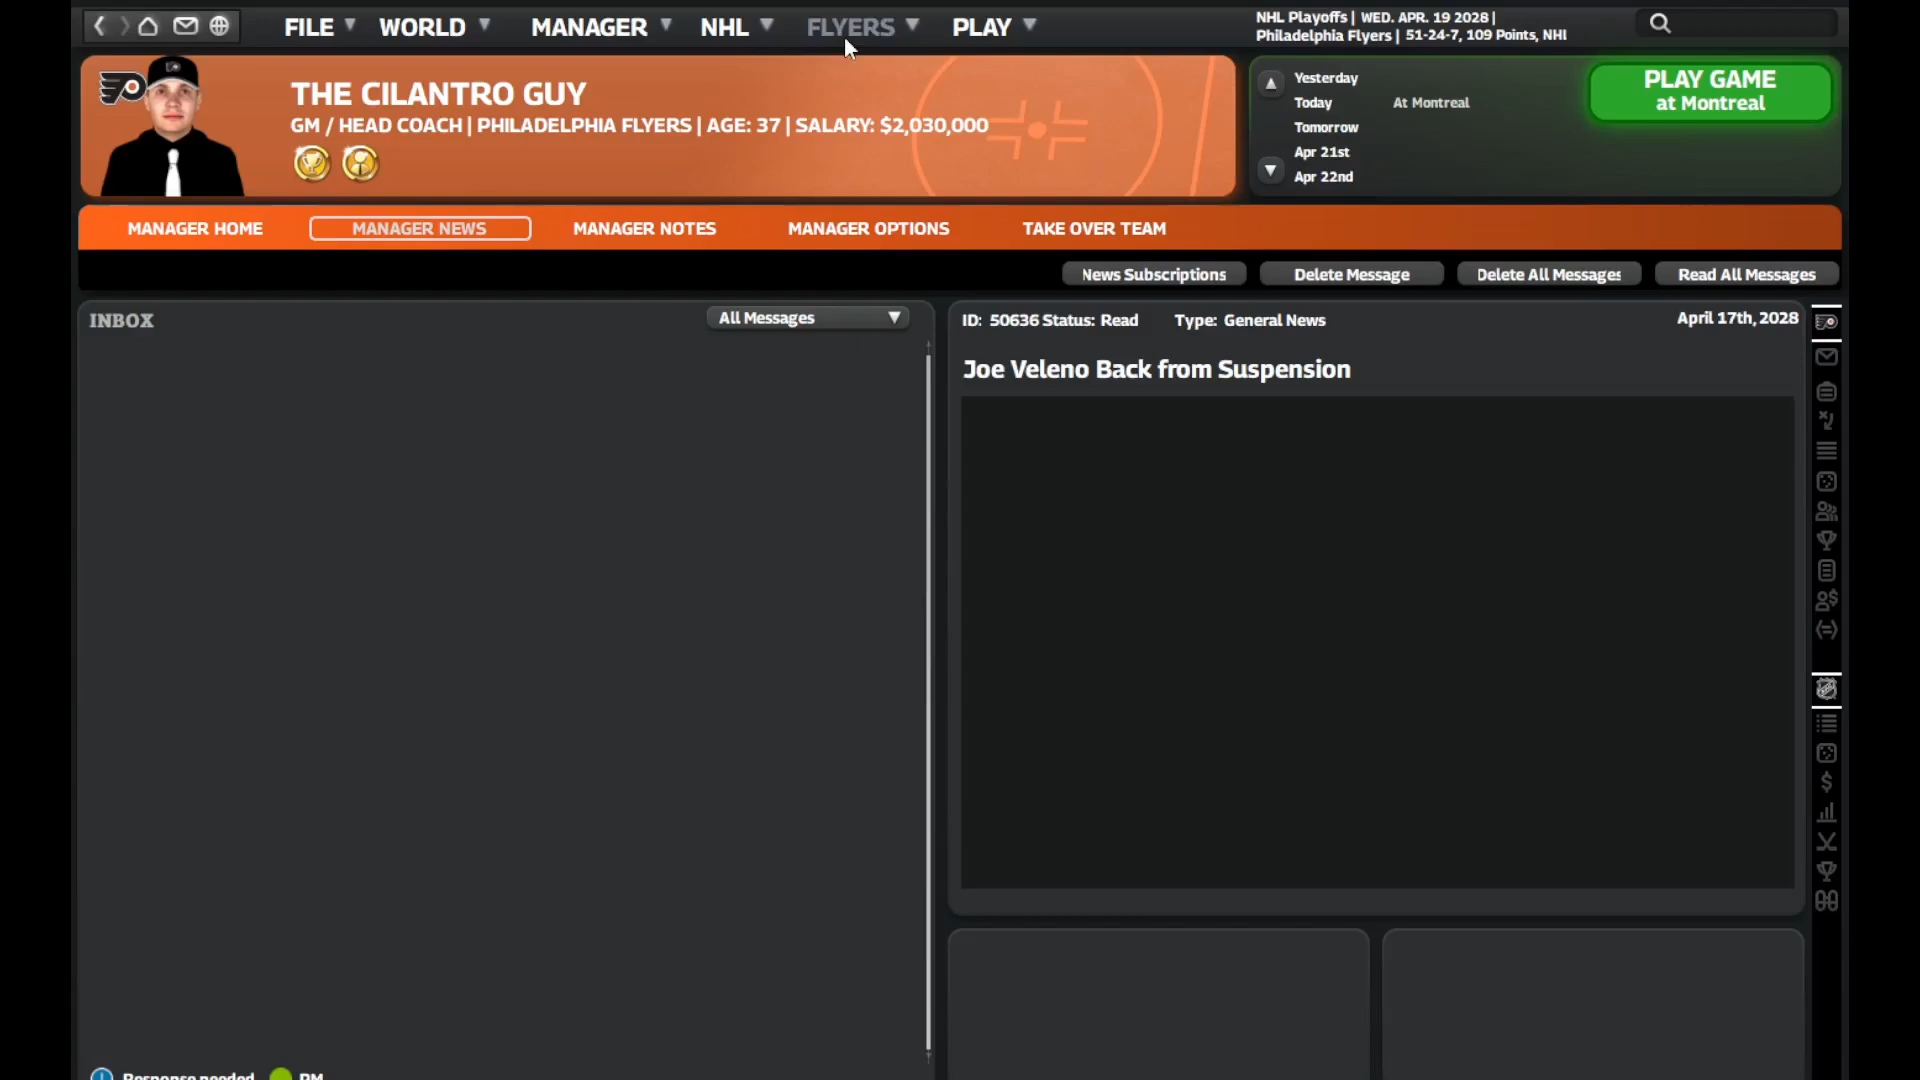 FILE WORLD MANAGER NHL FLYERS PLAY
NHL Playoffs | WED. APR. 19 2028 |
Philadelphia Flyers | 51-24-7, 109 Points, NHI
THE CILANTRO GUY
GM / HEAD COACH | PHILADELPHIA FLYERS | AGE: 37 | SALARY: $2,030,000
Yesterday
Today At Montreal
Tomorrow
Apr 21st
Apr 22nd
PLAY GAME
at Montreal
MANAGER HOME MANAGER NEWS MANAGER NOTES MANAGER OPTIONS TAKE OVER TEAM
News Subscriptions Delete Message Delete All Messages Read All Messages
INBOX All Messages
ID: 50636 Status: Read Type: General News April 17th, 2028
Joe Veleno Back from Suspension
Response needed PM